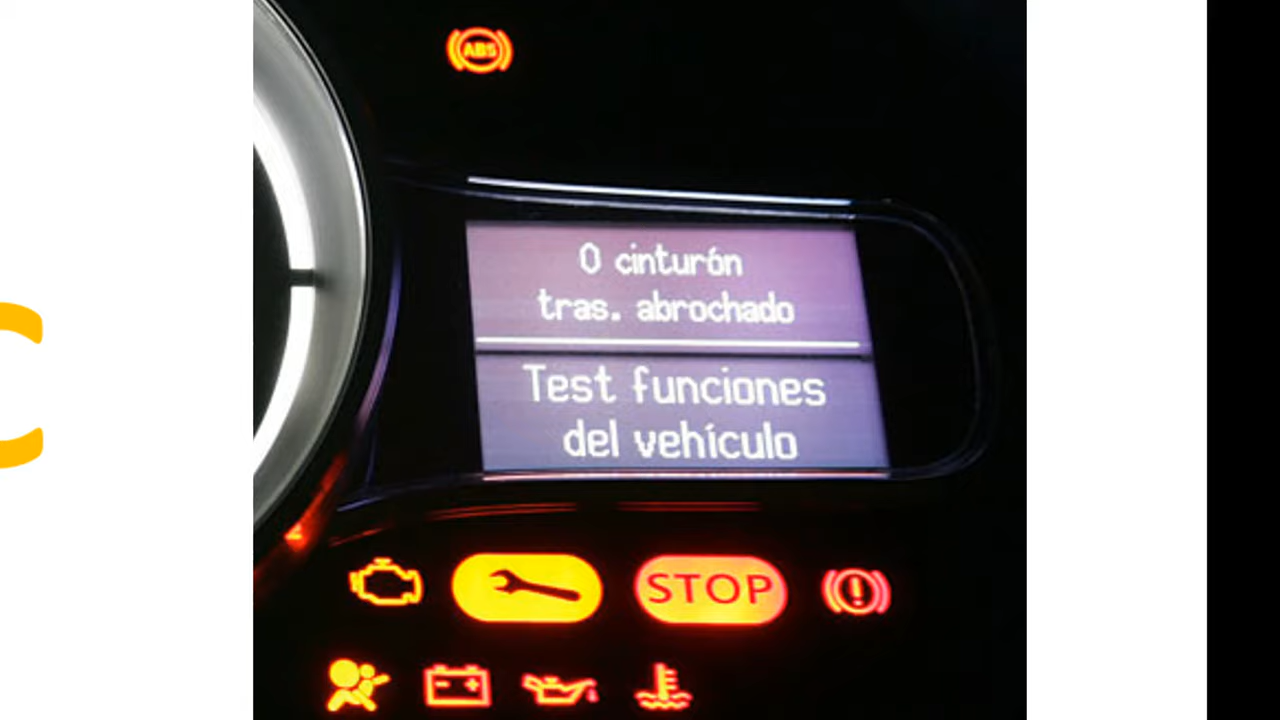 C
ABS
0 cinturón
tras. abrochado
Test funciones
del vehículo
STOP